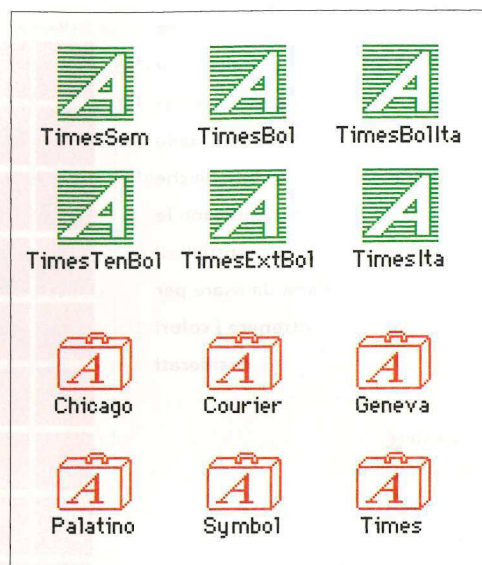 TimesSem TimesBol TimesBolIta
TimesTenBol TimesExtBol TimesIta
Chicago Courier Geneva
Palatino Symbol Times